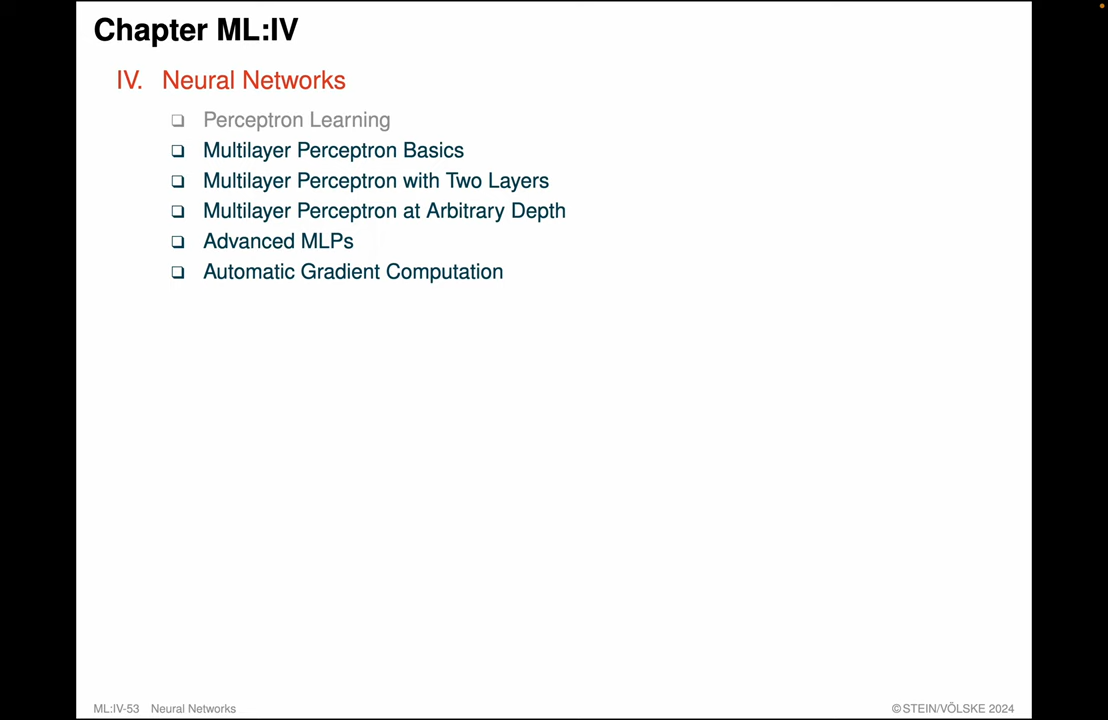 Chapter ML:IV
IV. Neural Networks
❑ Perceptron Learning
❑ Multilayer Perceptron Basics
❑ Multilayer Perceptron with Two Layers
❑ Multilayer Perceptron at Arbitrary Depth
❑ Advanced MLPs
❑ Automatic Gradient Computation
ML:IV-53 Neural Networks ©STEIN/VÖLSKE 2024